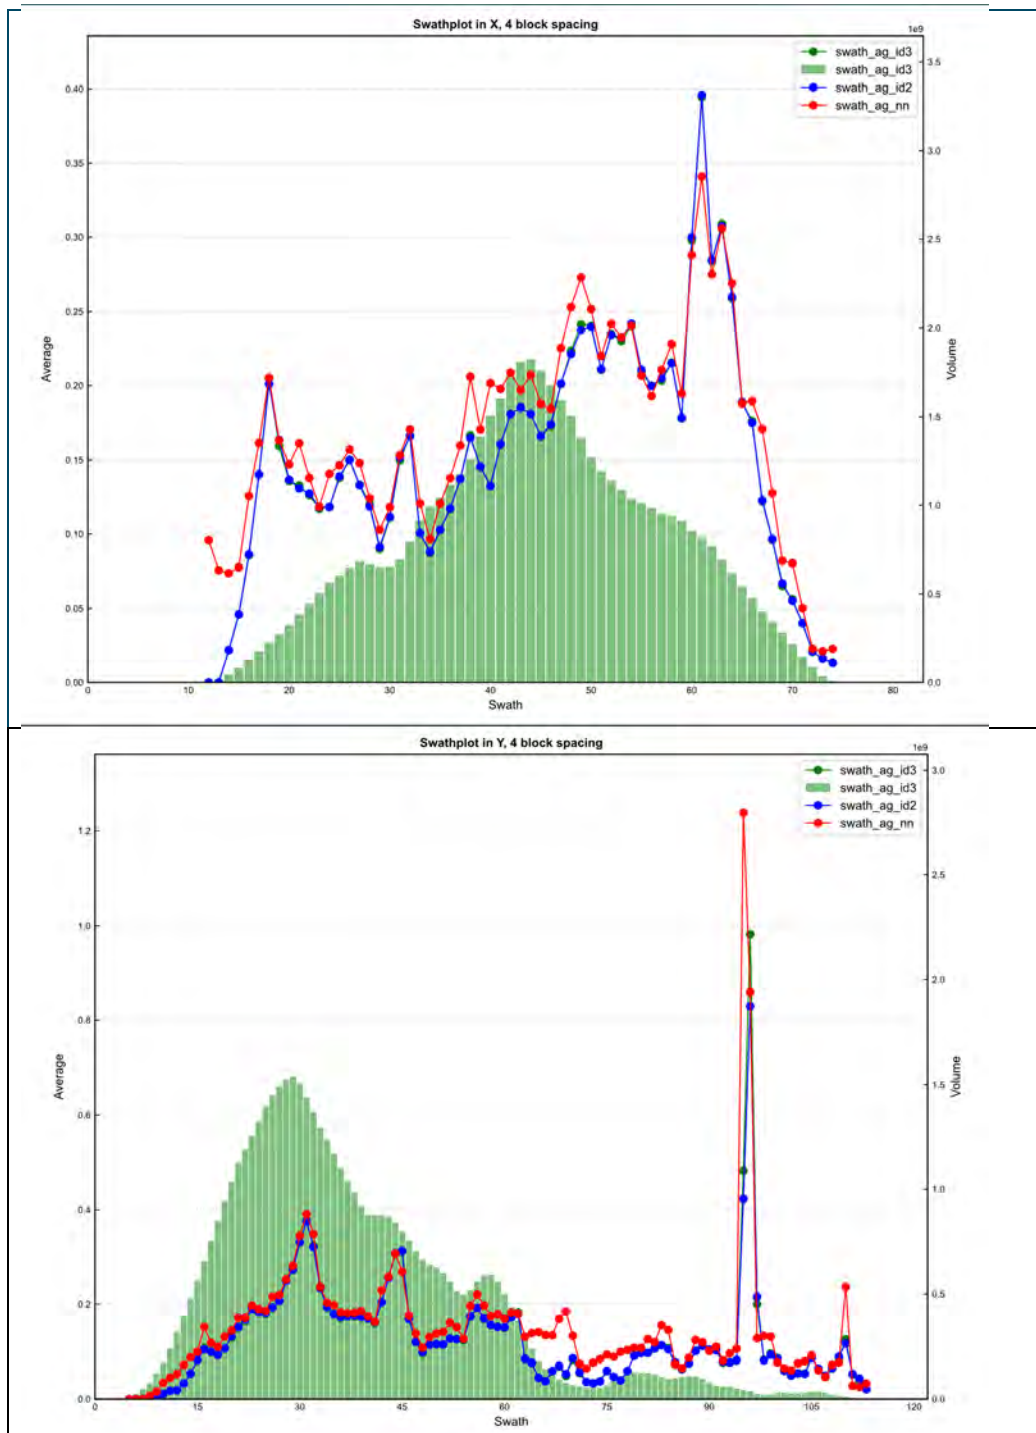 Swathplot in X, 4 block spacing
1e9
swath_ag_id3
swath_ag_id3
swath_ag_id2
swath_ag_nn
0.40
0.35
0.30
0.25
0.20
0.15
0.10
0.05
0.00
Average
3.5
3.0
2.5
2.0
1.5
1.0
0.5
0.0
Volume
0 10 20 30 40 50 60 70 80
Swath
Swathplot in Y, 4 block spacing
1e9
swath_ag_id3
swath_ag_id3
swath_ag_id2
swath_ag_nn
1.2
1.0
0.8
0.6
0.4
0.2
0.0
Average
3.0
2.5
2.0
1.5
1.0
0.5
0.0
Volume
0 15 30 45 60 75 90 105 120
Swath